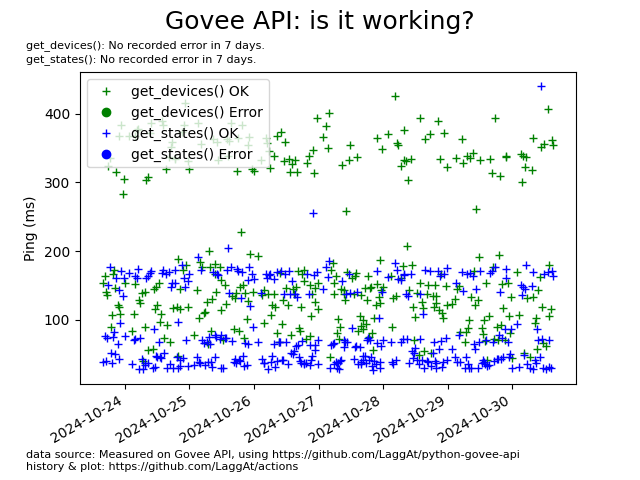 Govee API: is it working?
get_devices(): No recorded error in 7 days.
get_states(): No recorded error in 7 days.
get_devices() OK
get_devices() Error
get_states() OK
get_states() Error
400
300
200
100
Ping (ms)
2024-10-24
2024-10-25
2024-10-26
2024-10-27
2024-10-28
2024-10-29
2024-10-30
data source: Measured on Govee API, using https://github.com/LaggAt/python-govee-api
history & plot: https://github.com/LaggAt/actions